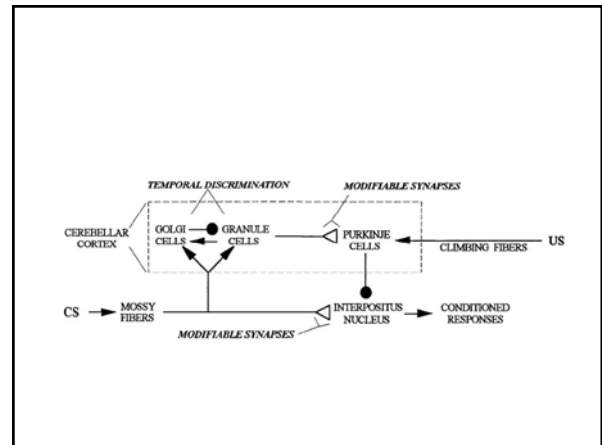 TEMPORAL DISCRIMINATION
MODIFIABLE SYNAPSES
CEREBELLAR
CORTEX
GOLGI
CELLS
GRANULE
CELLS
PURKINJE
CELLS
CLIMBING FIBERS
US
CS
MOSSY
FIBERS
INTERPOSITUS
NUCLEUS
CONDITIONED
RESPONSES
MODIFIABLE SYNAPSES